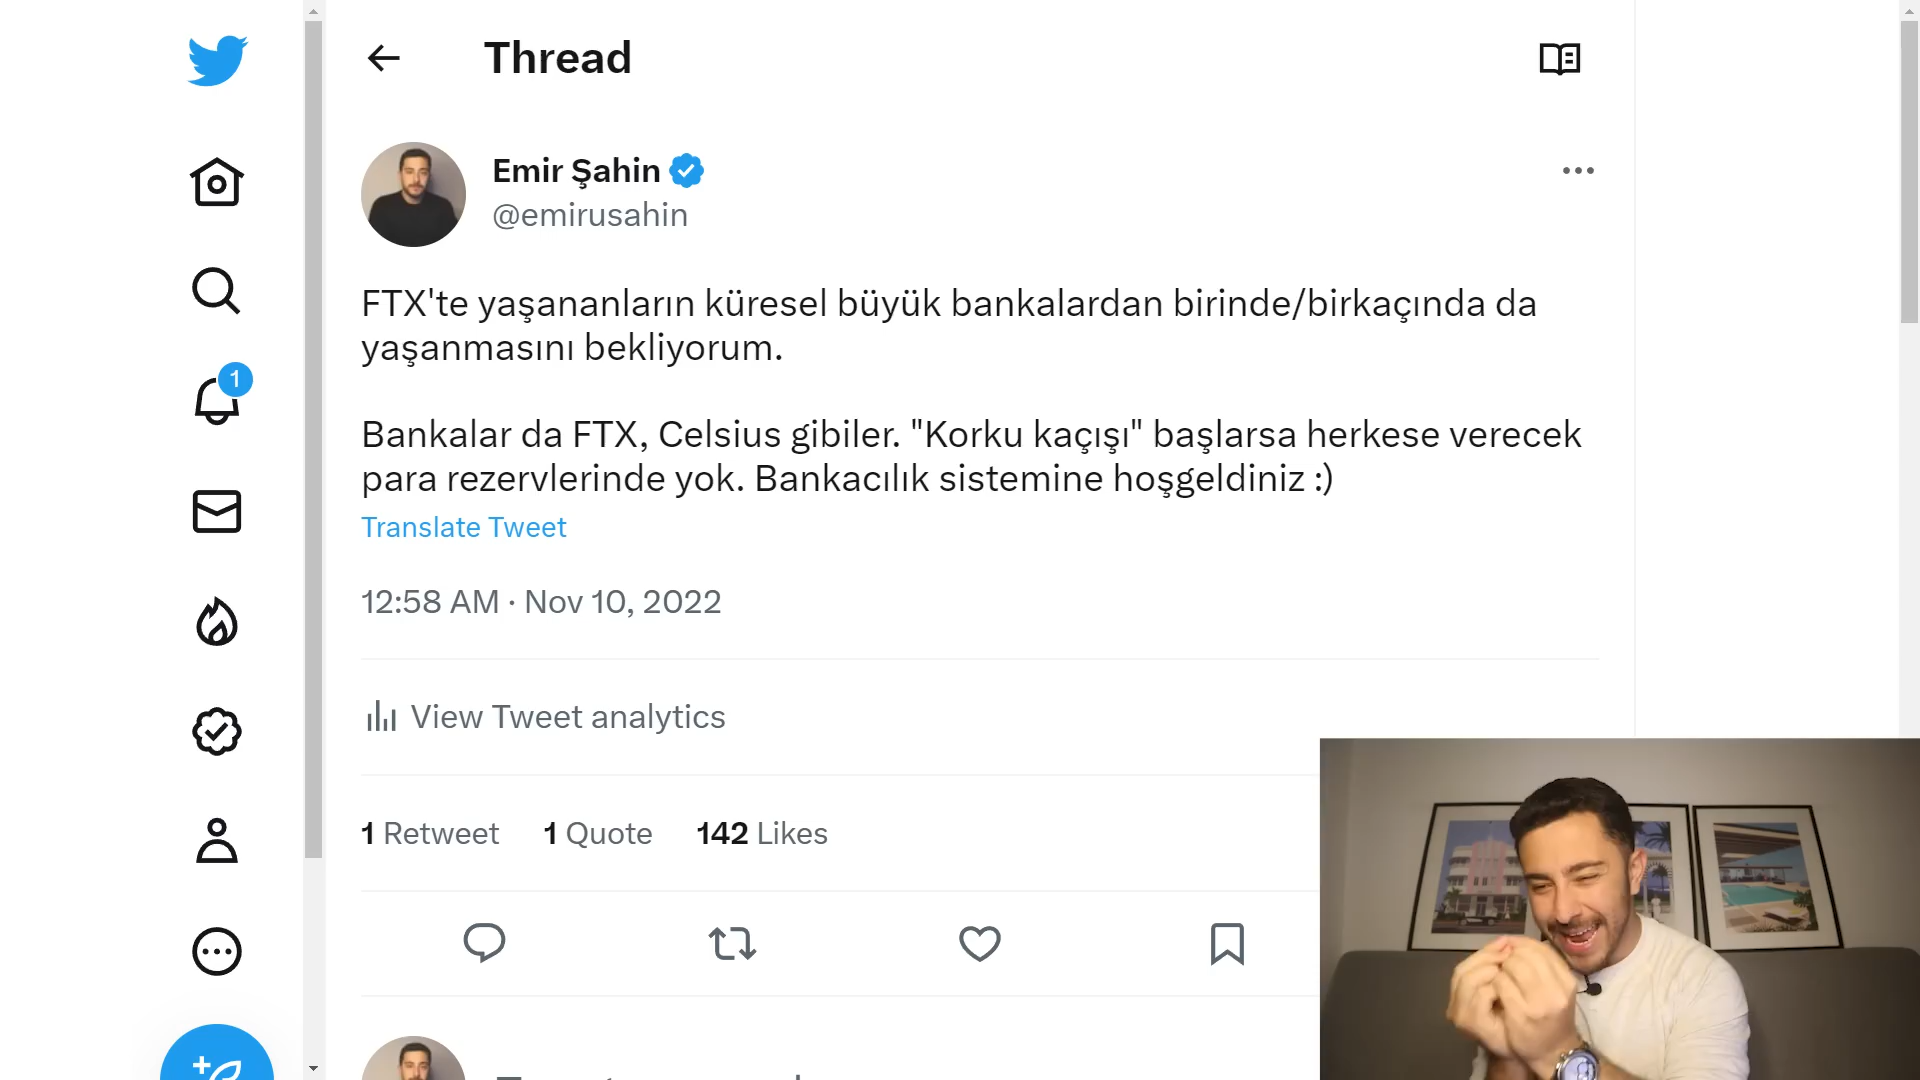 Thread
Emir Şahin
@emirusahin
FTX'te yaşananların küresel büyük bankalardan birinde/birkaçında da
yaşanmasını bekliyorum.
Bankalar da FTX, Celsius gibiler. "Korku kaçışı" başlarsa herkese verecek
para rezervlerinde yok. Bankacılık sistemine hoşgeldiniz :)
Translate Tweet
12:58 AM · Nov 10, 2022
View Tweet analytics
1 Retweet 1 Quote 142 Likes
1